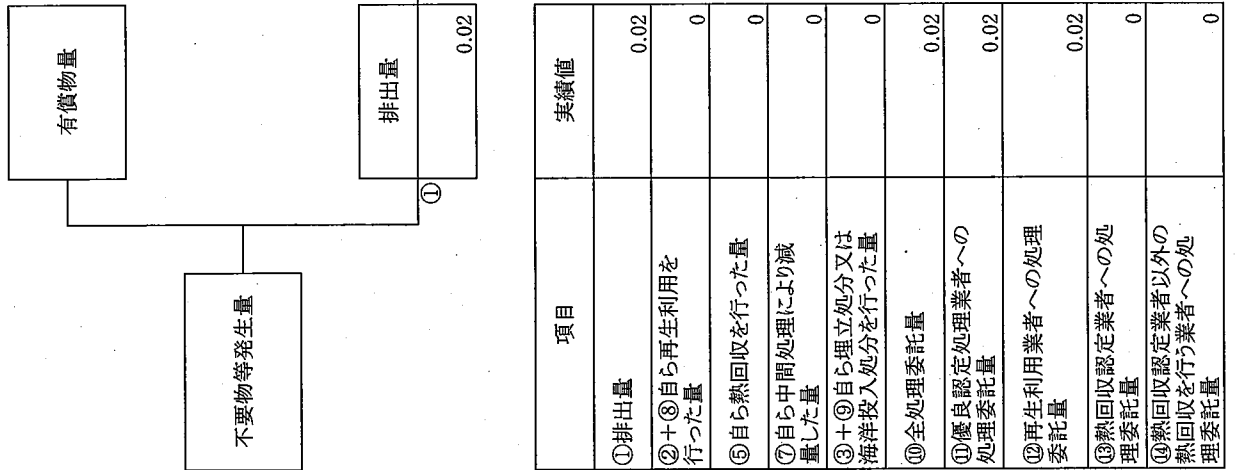 不要物等発生量
有償物量
排出量
①
0.02
項目
実績値
①排出量
0.02
②+⑧自ら再生利用を
行った量
0
⑤自ら熱回収を行った量
0
⑦自ら中間処理により減
量した量
0
③+⑨自ら埋立処分又は
海洋投入処分を行った量
0
⑩全処理委託量
0.02
⑪優良認定処理業者への
処理委託量
0.02
⑫再生利用業者への処理
委託量
0.02
⑬熱回収認定業者への処
理委託量
0
⑭熱回収認定業者以外の
熱回収を行う業者への処
理委託量
0